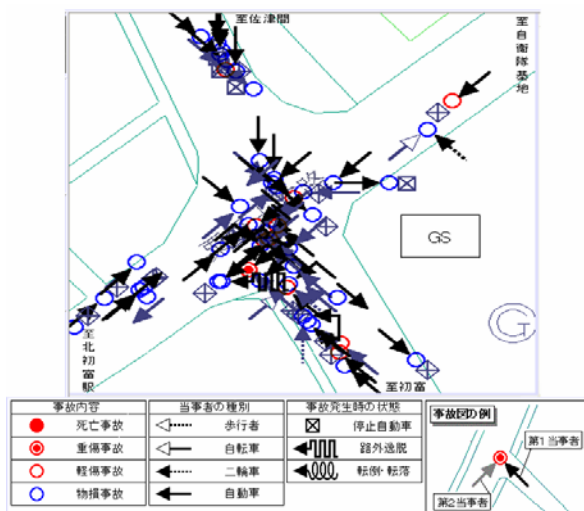 至佐津間
至自衛隊基地
GS
至北初富駅
至初富
事故内容
当事者の種別
事故発生時の状態
死亡事故
歩行者
停止自動車
重傷事故
自転車
路外逸脱
軽傷事故
二輪車
転倒・転落
物損事故
自動車
事故図の例
第1当事者
第2当事者